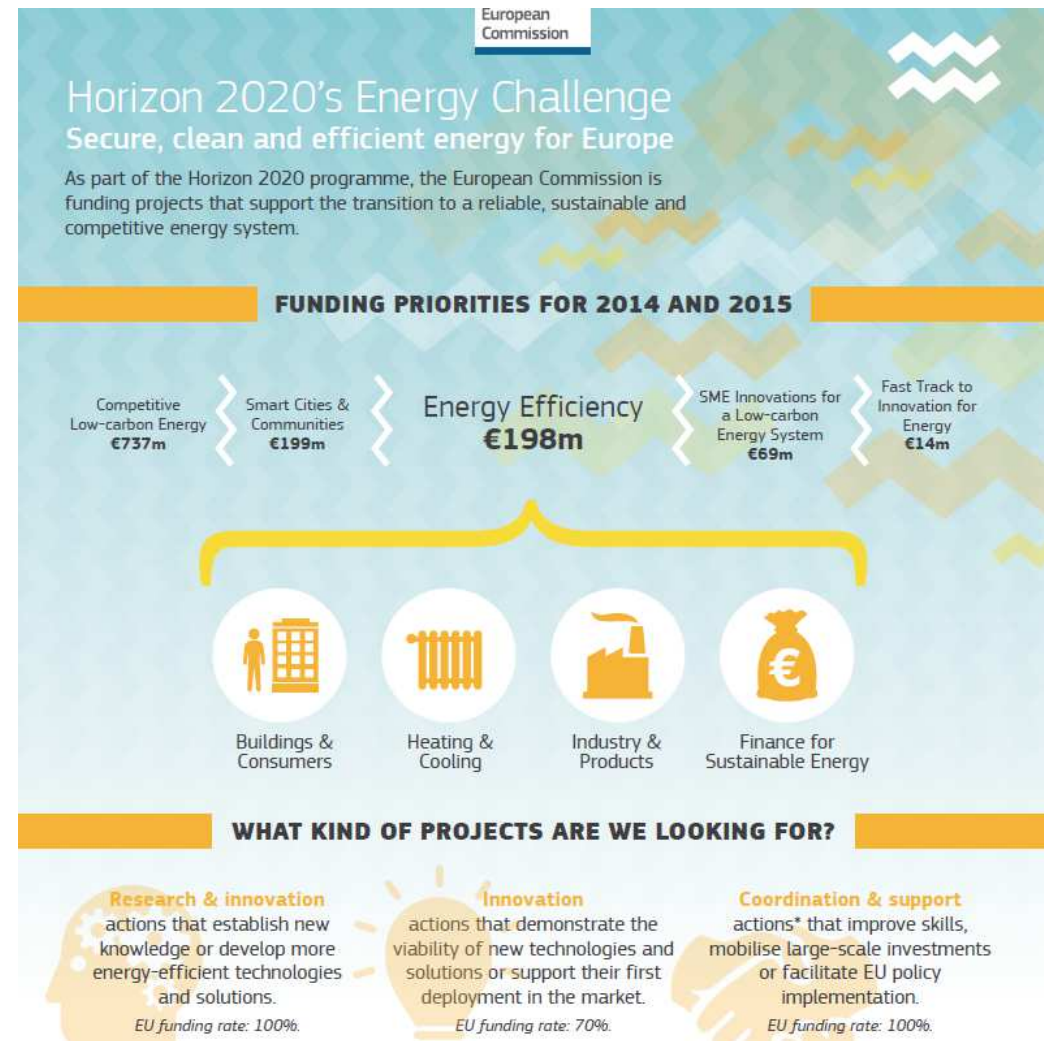 European
Commission
Horizon 2020's Energy Challenge
Secure, clean and efficient energy for Europe
As part of the Horizon 2020 programme, the European Commission is
funding projects that support the transition to a reliable, sustainable and
competitive energy system.
FUNDING PRIORITIES FOR 2014 AND 2015
Competitive
Low-carbon Energy
€737m
Smart Cities &
Communities
€199m
Energy Efficiency
€198m
SME Innovations for
a Low-carbon
Energy System
€69m
Fast Track to
Innovation for
Energy
€14m
€
Buildings &
Consumers
Heating &
Cooling
Industry &
Products
Finance for
Sustainable Energy
WHAT KIND OF PROJECTS ARE WE LOOKING FOR?
Research & innovation
actions that establish new
knowledge or develop more
energy-efficient technologies
and solutions.
EU funding rate: 100%.
Innovation
actions that demonstrate the
viability of new technologies and
solutions or support their first
deployment in the market.
EU funding rate: 70%.
Coordination & support
actions* that improve skills,
mobilise large-scale investments
or facilitate EU policy
implementation.
EU funding rate: 100%.